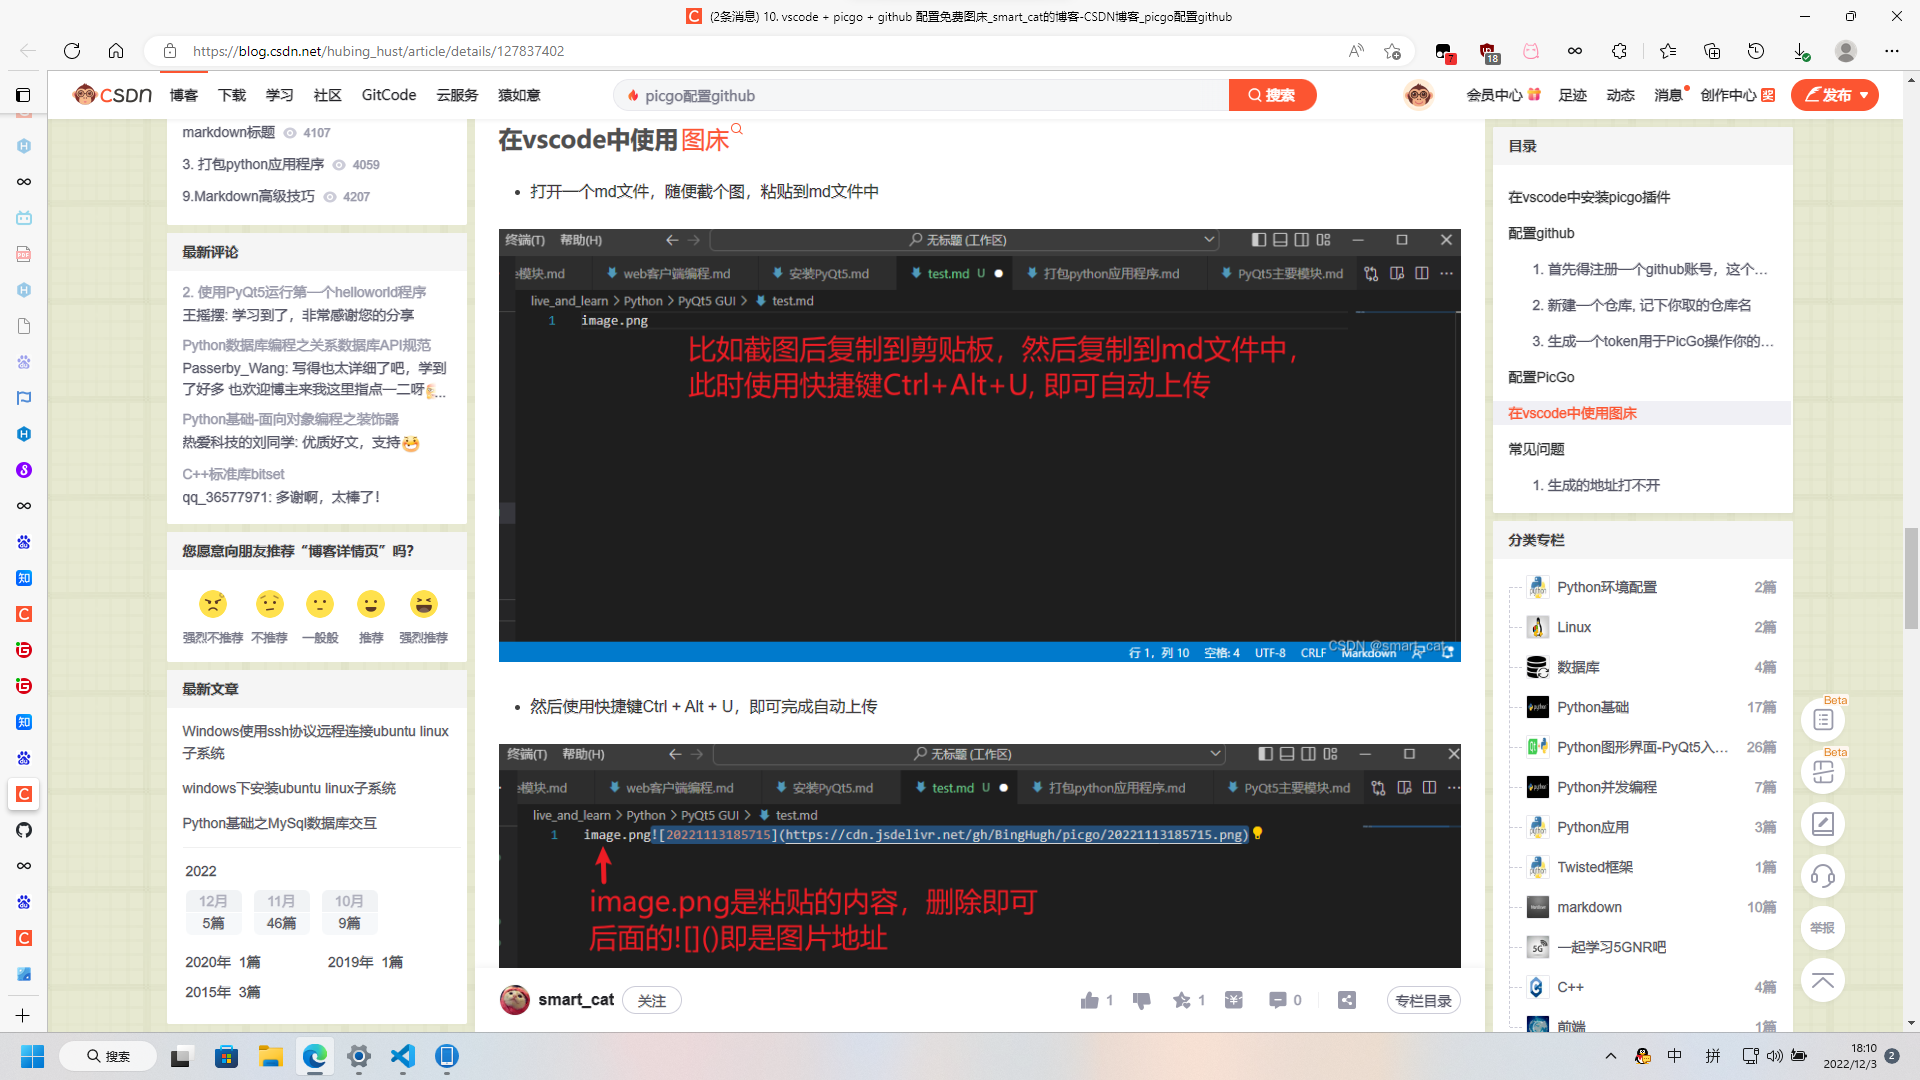 (2条消息) 10. vscode + picgo + github 配置免费图床_smart_cat的博客-CSDN博客_picgo配置github
https://blog.csdn.net/hubing_hust/article/details/127837402
7
18
CSDN 博客 下载 学习 社区 GitCode 云服务 猿如意
picgo配置github
搜索
会员中心 足迹 动态 消息 创作中心 奖 发布
markdown标题 4107
3. 打包python应用程序 4059
9.Markdown高级技巧 4207
最新评论
2. 使用PyQt5运行第一个helloworld程序
王摇摆: 学习到了，非常感谢您的分享
Python数据库编程之关系数据库API规范
Passerby_Wang: 写得也太详细了吧，学到
了好多 也欢迎博主来我这里指点一二呀...
Python基础-面向对象编程之装饰器
热爱科技的刘同学: 优质好文，支持
C++标准库bitset
qq_36577971: 多谢啊，太棒了！
您愿意向朋友推荐“博客详情页”吗？
强烈不推荐 不推荐 一般般 推荐 强烈推荐
最新文章
Windows使用ssh协议远程连接ubuntu linux
子系统
windows下安装ubuntu linux子系统
Python基础之MySql数据库交互
2022
12月 11月 10月
5篇 46篇 9篇
2020年 1篇 2019年 1篇
2015年 3篇
在vscode中使用图床
打开一个md文件，随便截个图，粘贴到md文件中
终端(T) 帮助(H) 无标题 (工作区)
e模块.md web客户端编程.md 安装PyQt5.md test.md U 打包python应用程序.md PyQt5主要模块.md
live_and_learn > Python > PyQt5 GUI > test.md
1 image.png
比如截图后复制到剪贴板，然后复制到md文件中，
此时使用快捷键Ctrl+Alt+U, 即可自动上传
行 1，列 10 空格: 4 UTF-8 CRLF Markdown
CSDN @smart_cat
然后使用快捷键Ctrl + Alt + U，即可完成自动上传
终端(T) 帮助(H) 无标题 (工作区)
e模块.md web客户端编程.md 安装PyQt5.md test.md U 打包python应用程序.md PyQt5主要模块.md
live_and_learn > Python > PyQt5 GUI > test.md
1 image.png![20221113185715](https://cdn.jsdelivr.net/gh/BingHugh/picgo/20221113185715.png)
image.png是粘贴的内容，删除即可
后面的![]()即是图片地址
smart_cat 关注 1 1 0 专栏目录
目录
在vscode中安装picgo插件
配置github
1. 首先得注册一个github账号，这个...
2. 新建一个仓库, 记下你取的仓库名
3. 生成一个token用于PicGo操作你的...
配置PicGo
在vscode中使用图床
常见问题
1. 生成的地址打不开
分类专栏
Python环境配置 2篇
Linux 2篇
数据库 4篇
Python基础 17篇
Python图形界面-PyQt5入... 26篇
Python并发编程 7篇
Python应用 3篇
Twisted框架 1篇
markdown 10篇
一起学习5GNR吧
C++ 4篇
前端 1篇
Beta
Beta
举报
搜索
中 拼
18:10
2022/12/3
2